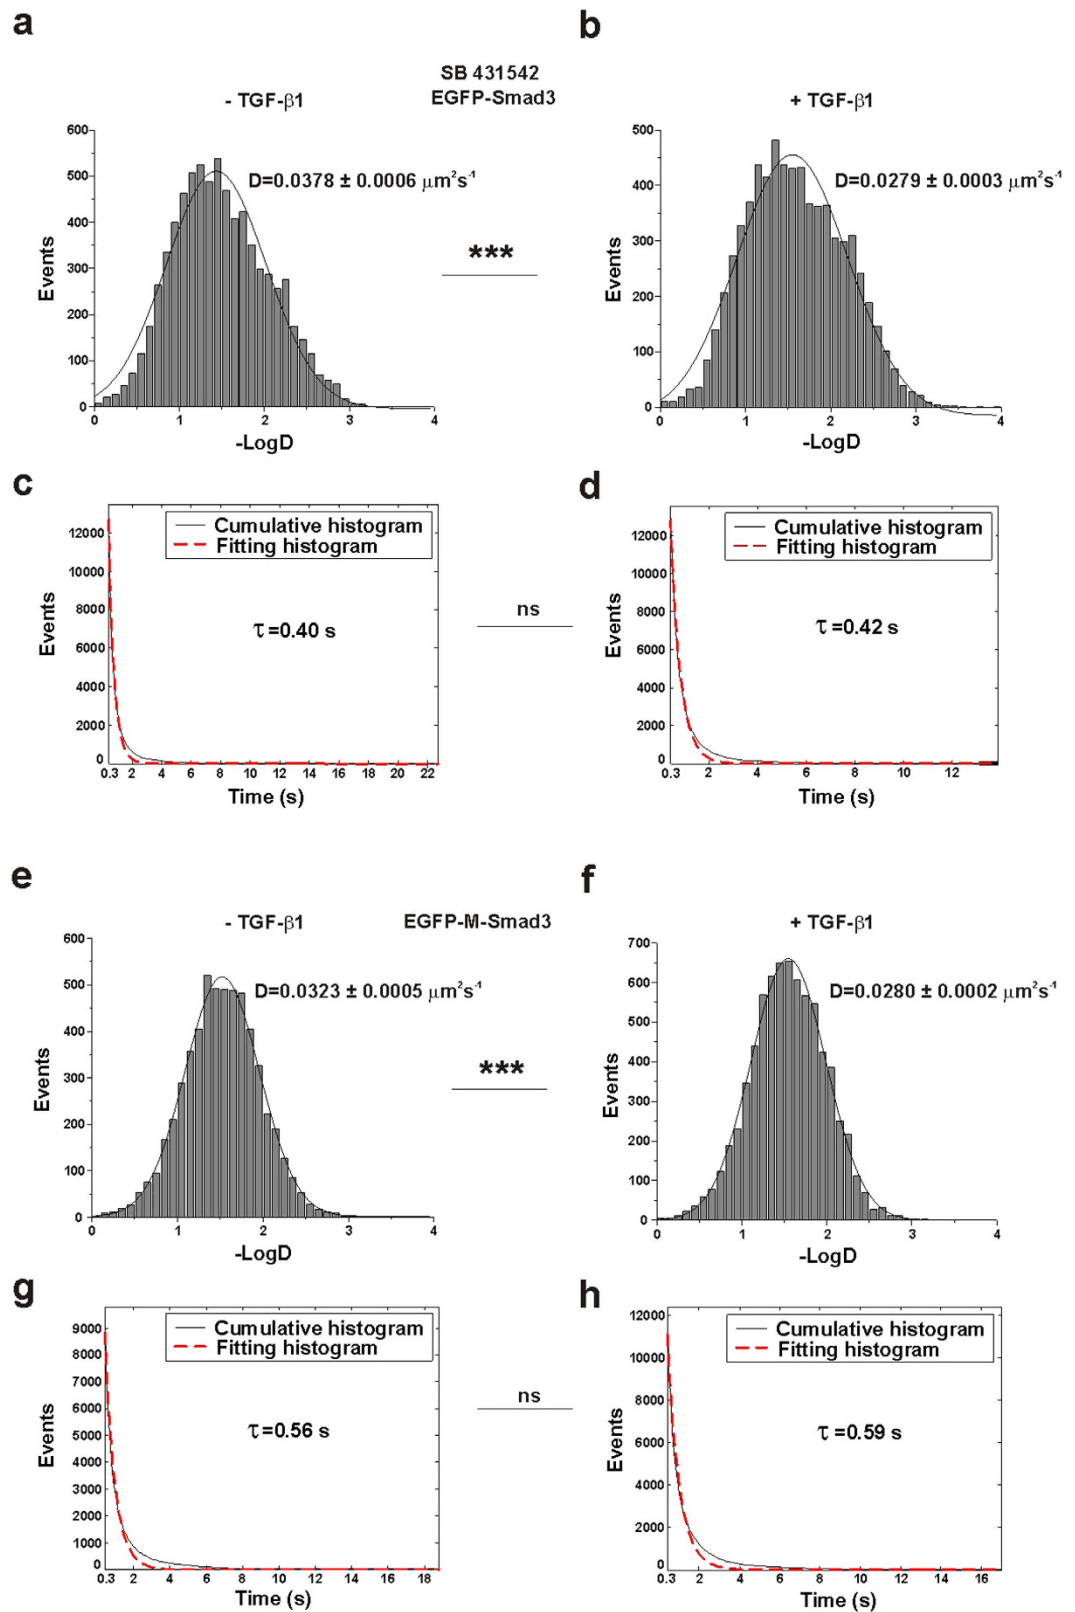 a
b
SB 431542
EGFP-Smad3
- TGF-β1
+ TGF-β1
600
500
400
300
200
100
0
Events
D=0.0378 ± 0.0006 μm²s⁻¹
0 1 2 3 4
-LogD
***
500
400
300
200
100
0
Events
D=0.0279 ± 0.0003 μm²s⁻¹
0 1 2 3 4
-LogD
c
d
12000
10000
8000
6000
4000
2000
0
Events
Cumulative histogram
Fitting histogram
τ=0.40 s
0.3 2 4 6 8 10 12 14 16 18 20 22
Time (s)
ns
12000
10000
8000
6000
4000
2000
0
Events
Cumulative histogram
Fitting histogram
τ=0.42 s
0.3 2 4 6 8 10 12
Time (s)
e
f
- TGF-β1
EGFP-M-Smad3
+ TGF-β1
600
500
400
300
200
100
0
Events
D=0.0323 ± 0.0005 μm²s⁻¹
0 1 2 3 4
-LogD
***
700
600
500
400
300
200
100
0
Events
D=0.0280 ± 0.0002 μm²s⁻¹
0 1 2 3 4
-LogD
g
h
9000
8000
7000
6000
5000
4000
3000
2000
1000
0
Events
Cumulative histogram
Fitting histogram
τ=0.56 s
0.3 2 4 6 8 10 12 14 16 18
Time (s)
ns
12000
10000
8000
6000
4000
2000
0
Events
Cumulative histogram
Fitting histogram
τ=0.59 s
0.3 2 4 6 8 10 12 14 16
Time (s)